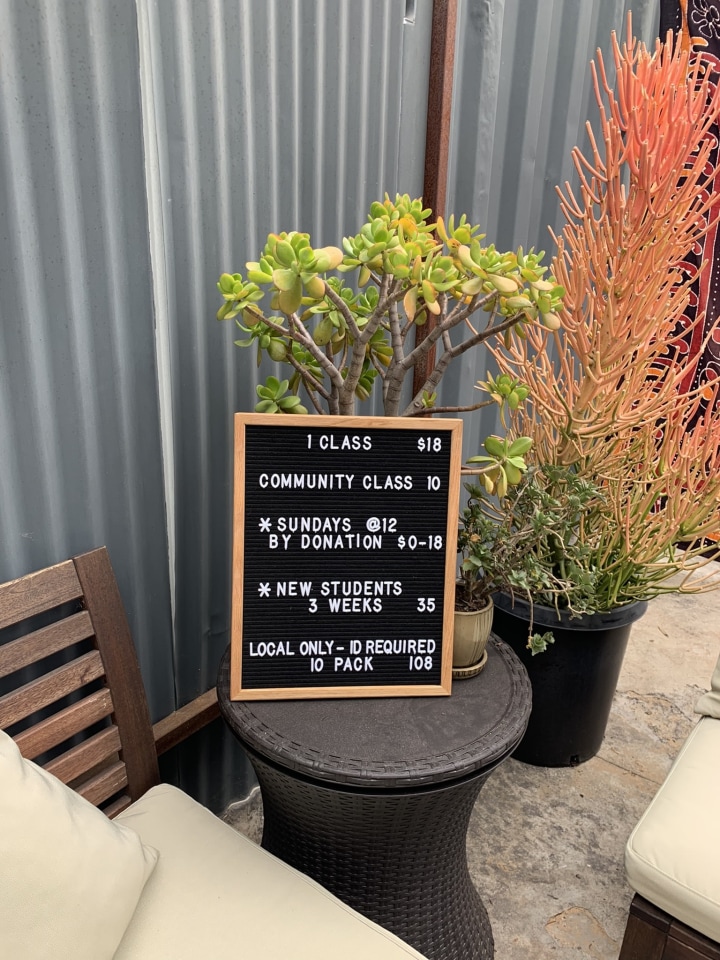 1 CLASS $18
COMMUNITY CLASS 10
* SUNDAYS @12
BY DONATION $0-18
* NEW STUDENTS
3 WEEKS 35
LOCAL ONLY - ID REQUIRED
10 PACK 108